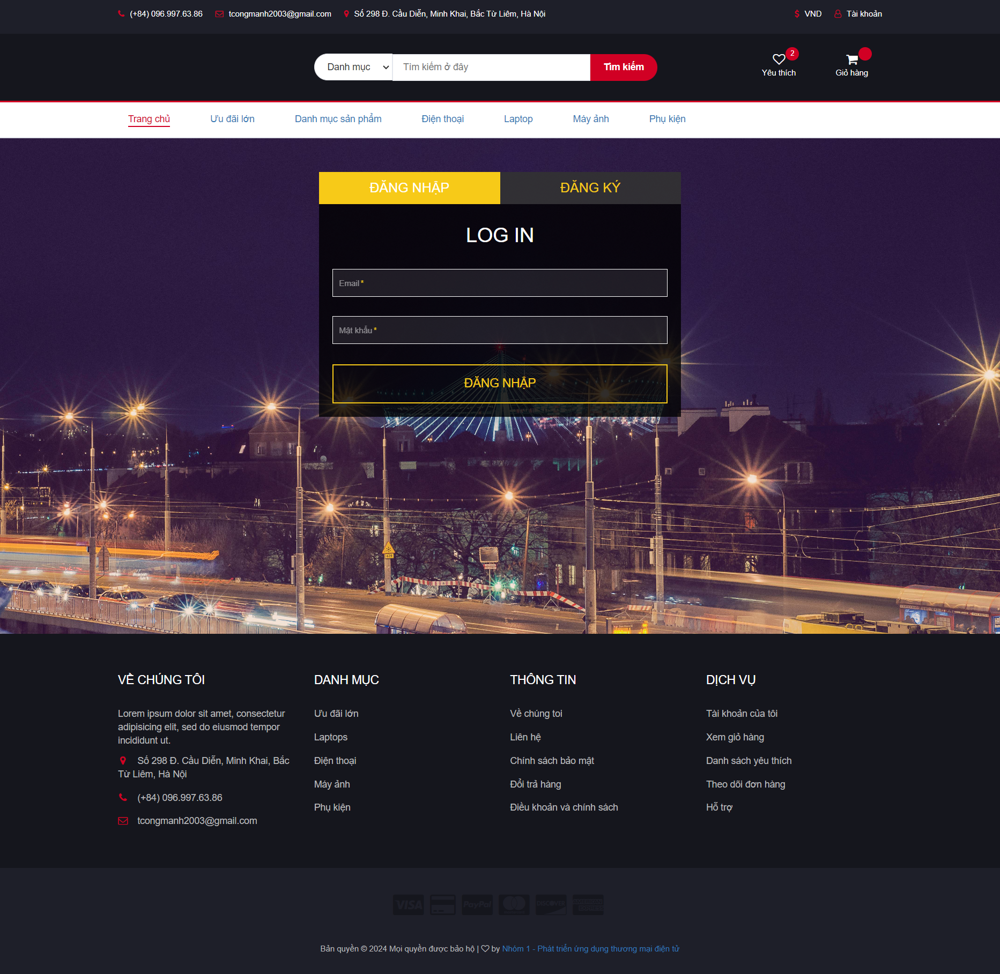 (+84) 096.997.63.86 tcongmanh2003@gmail.com Số 298 Đ. Cầu Diễn, Minh Khai, Bắc Từ Liêm, Hà Nội $ VND Tài khoản
Danh mục Tìm kiếm ở đây Tìm kiếm
2
Yêu thích Giỏ hàng
Trang chủ Ưu đãi lớn Danh mục sản phẩm Điện thoại Laptop Máy ảnh Phụ kiện
ĐĂNG NHẬP ĐĂNG KÝ
LOG IN
Email*
Mật khẩu*
ĐĂNG NHẬP
629
VỀ CHÚNG TÔI
Lorem ipsum dolor sit amet, consectetur
adipisicing elit, sed do eiusmod tempor
incididunt ut.
Số 298 Đ. Cầu Diễn, Minh Khai, Bắc
Từ Liêm, Hà Nội
(+84) 096.997.63.86
tcongmanh2003@gmail.com
DANH MỤC
Ưu đãi lớn
Laptops
Điện thoại
Máy ảnh
Phụ kiện
THÔNG TIN
Về chúng toi
Liên hệ
Chính sách bảo mật
Đổi trả hàng
Điều khoản và chính sách
DỊCH VỤ
Tài khoản của tôi
Xem giỏ hàng
Danh sách yêu thích
Theo dõi đơn hàng
Hỗ trợ
VISA PayPal DISCOVER AMERICAN EXPRESS
Bản quyền © 2024 Mọi quyền được bảo hộ | ♡ by Nhóm 1 - Phát triển ứng dụng thương mại điện tử